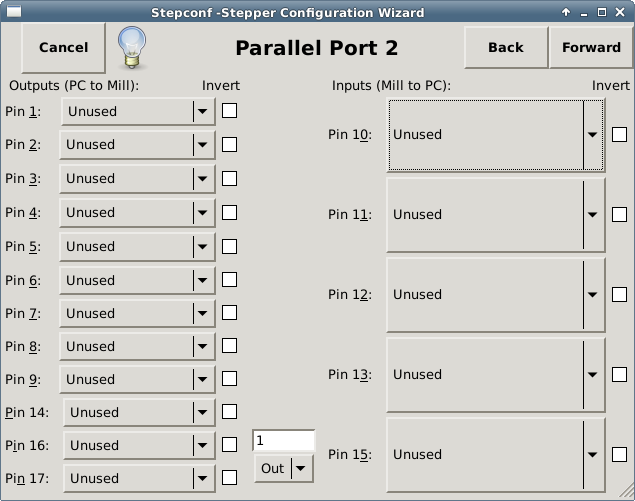 Stepconf -Stepper Configuration Wizard
Cancel
Parallel Port 2
Back
Forward
Outputs (PC to Mill):
Invert
Pin 1:
Unused
Pin 2:
Unused
Pin 3:
Unused
Pin 4:
Unused
Pin 5:
Unused
Pin 6:
Unused
Pin 7:
Unused
Pin 8:
Unused
Pin 9:
Unused
Pin 14:
Unused
Pin 16:
Unused
Pin 17:
Unused
1
Out
Inputs (Mill to PC):
Invert
Pin 10:
Unused
Pin 11:
Unused
Pin 12:
Unused
Pin 13:
Unused
Pin 15:
Unused